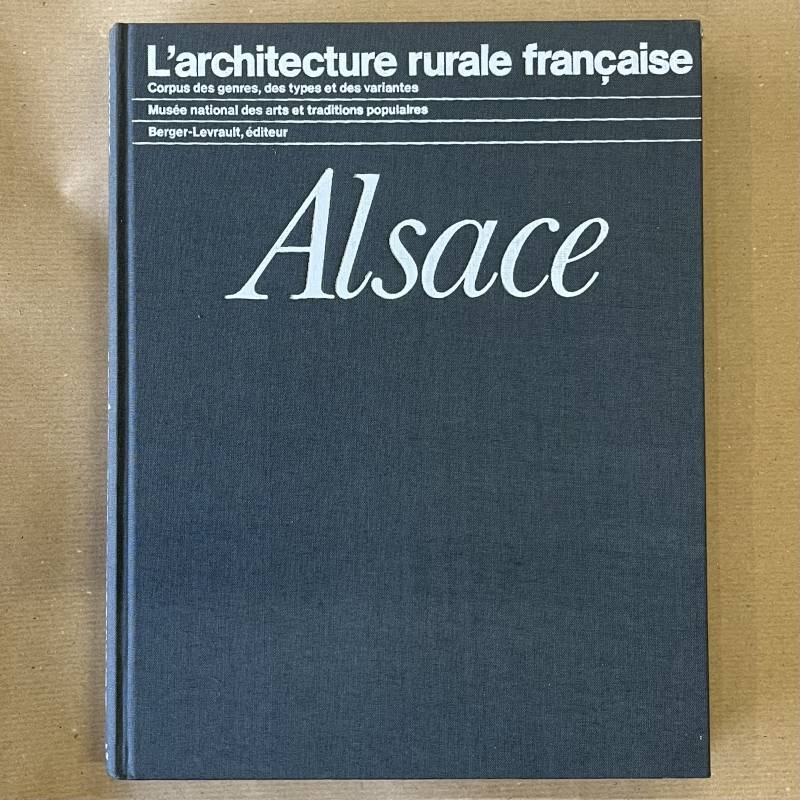 L'architecture rurale française
Corpus des genres, des types et des variantes
Musée national des arts et traditions populaires
Berger-Levrault, éditeur
Alsace